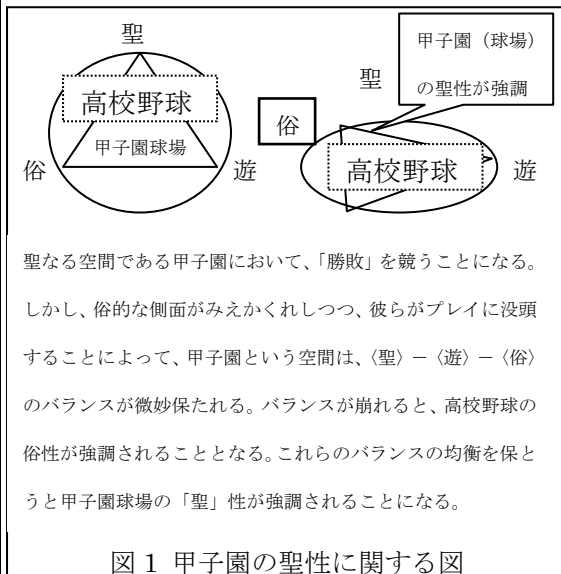 聖
高校野球
甲子園球場
俗
遊
甲子園（球場）
の聖性が強調
聖
俗
高校野球
遊
聖なる空間である甲子園において、「勝敗」を競うことになる。
しかし、俗的な側面がみえかくれしつつ、彼らがプレイに没頭
することによって、甲子園という空間は、〈聖〉－〈遊〉－〈俗〉
のバランスが微妙保たれる。バランスが崩れると、高校野球の
俗性が強調されることとなる。これらのバランスの均衡を保と
うと甲子園球場の「聖」性が強調されることになる。
図 1 甲子園の聖性に関する図